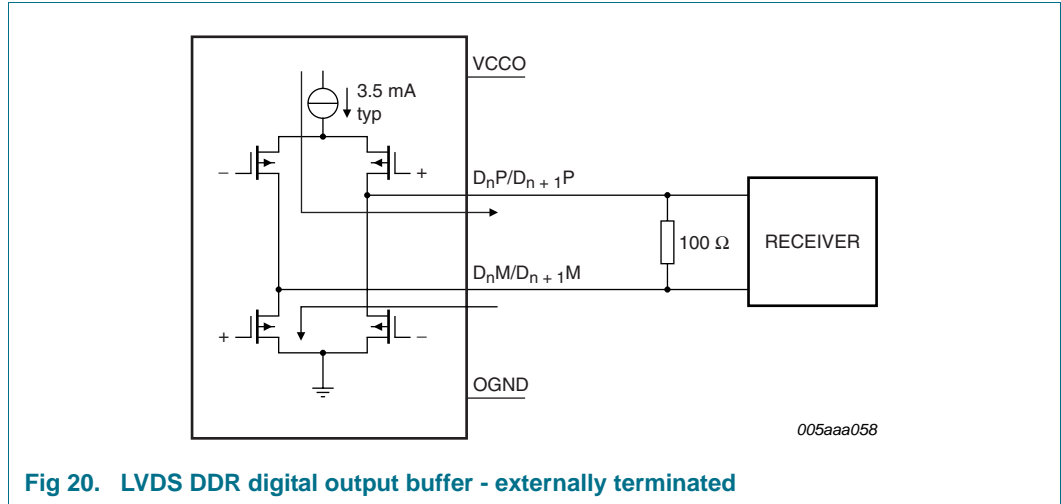 VCCO
3.5 mA
typ
– +
DnP/Dn + 1P
100 Ω
RECEIVER
DnM/Dn + 1M
+ –
OGND
005aaa058
Fig 20. LVDS DDR digital output buffer - externally terminated